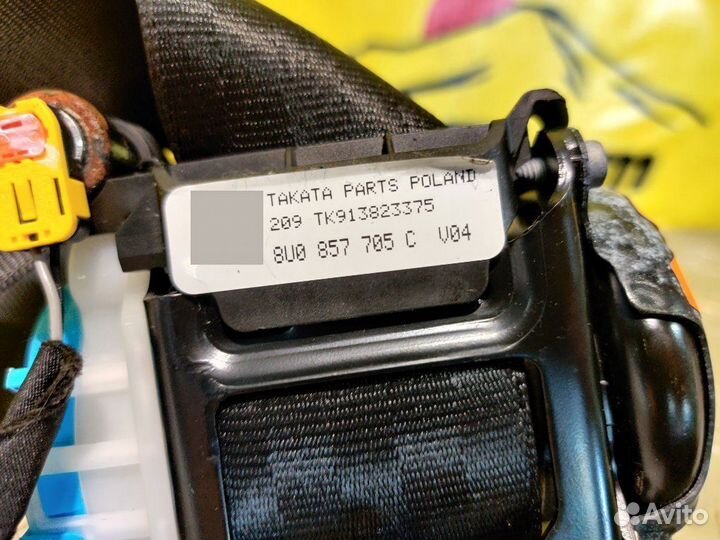 TAKATA PARTS POLAND
209 TK913823375
8U0 857 705 C V04
Avito